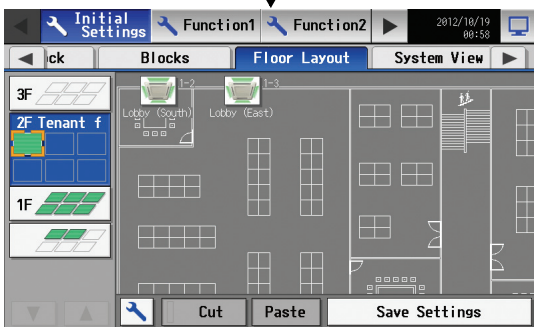 Initial
Settings
Function1
Function2
2012/10/19
00:58
ck
Blocks
Floor Layout
System View
3F
2F Tenant f
1F
1-2
1-3
Lobby (South)
Lobby (East)
Cut
Paste
Save Settings